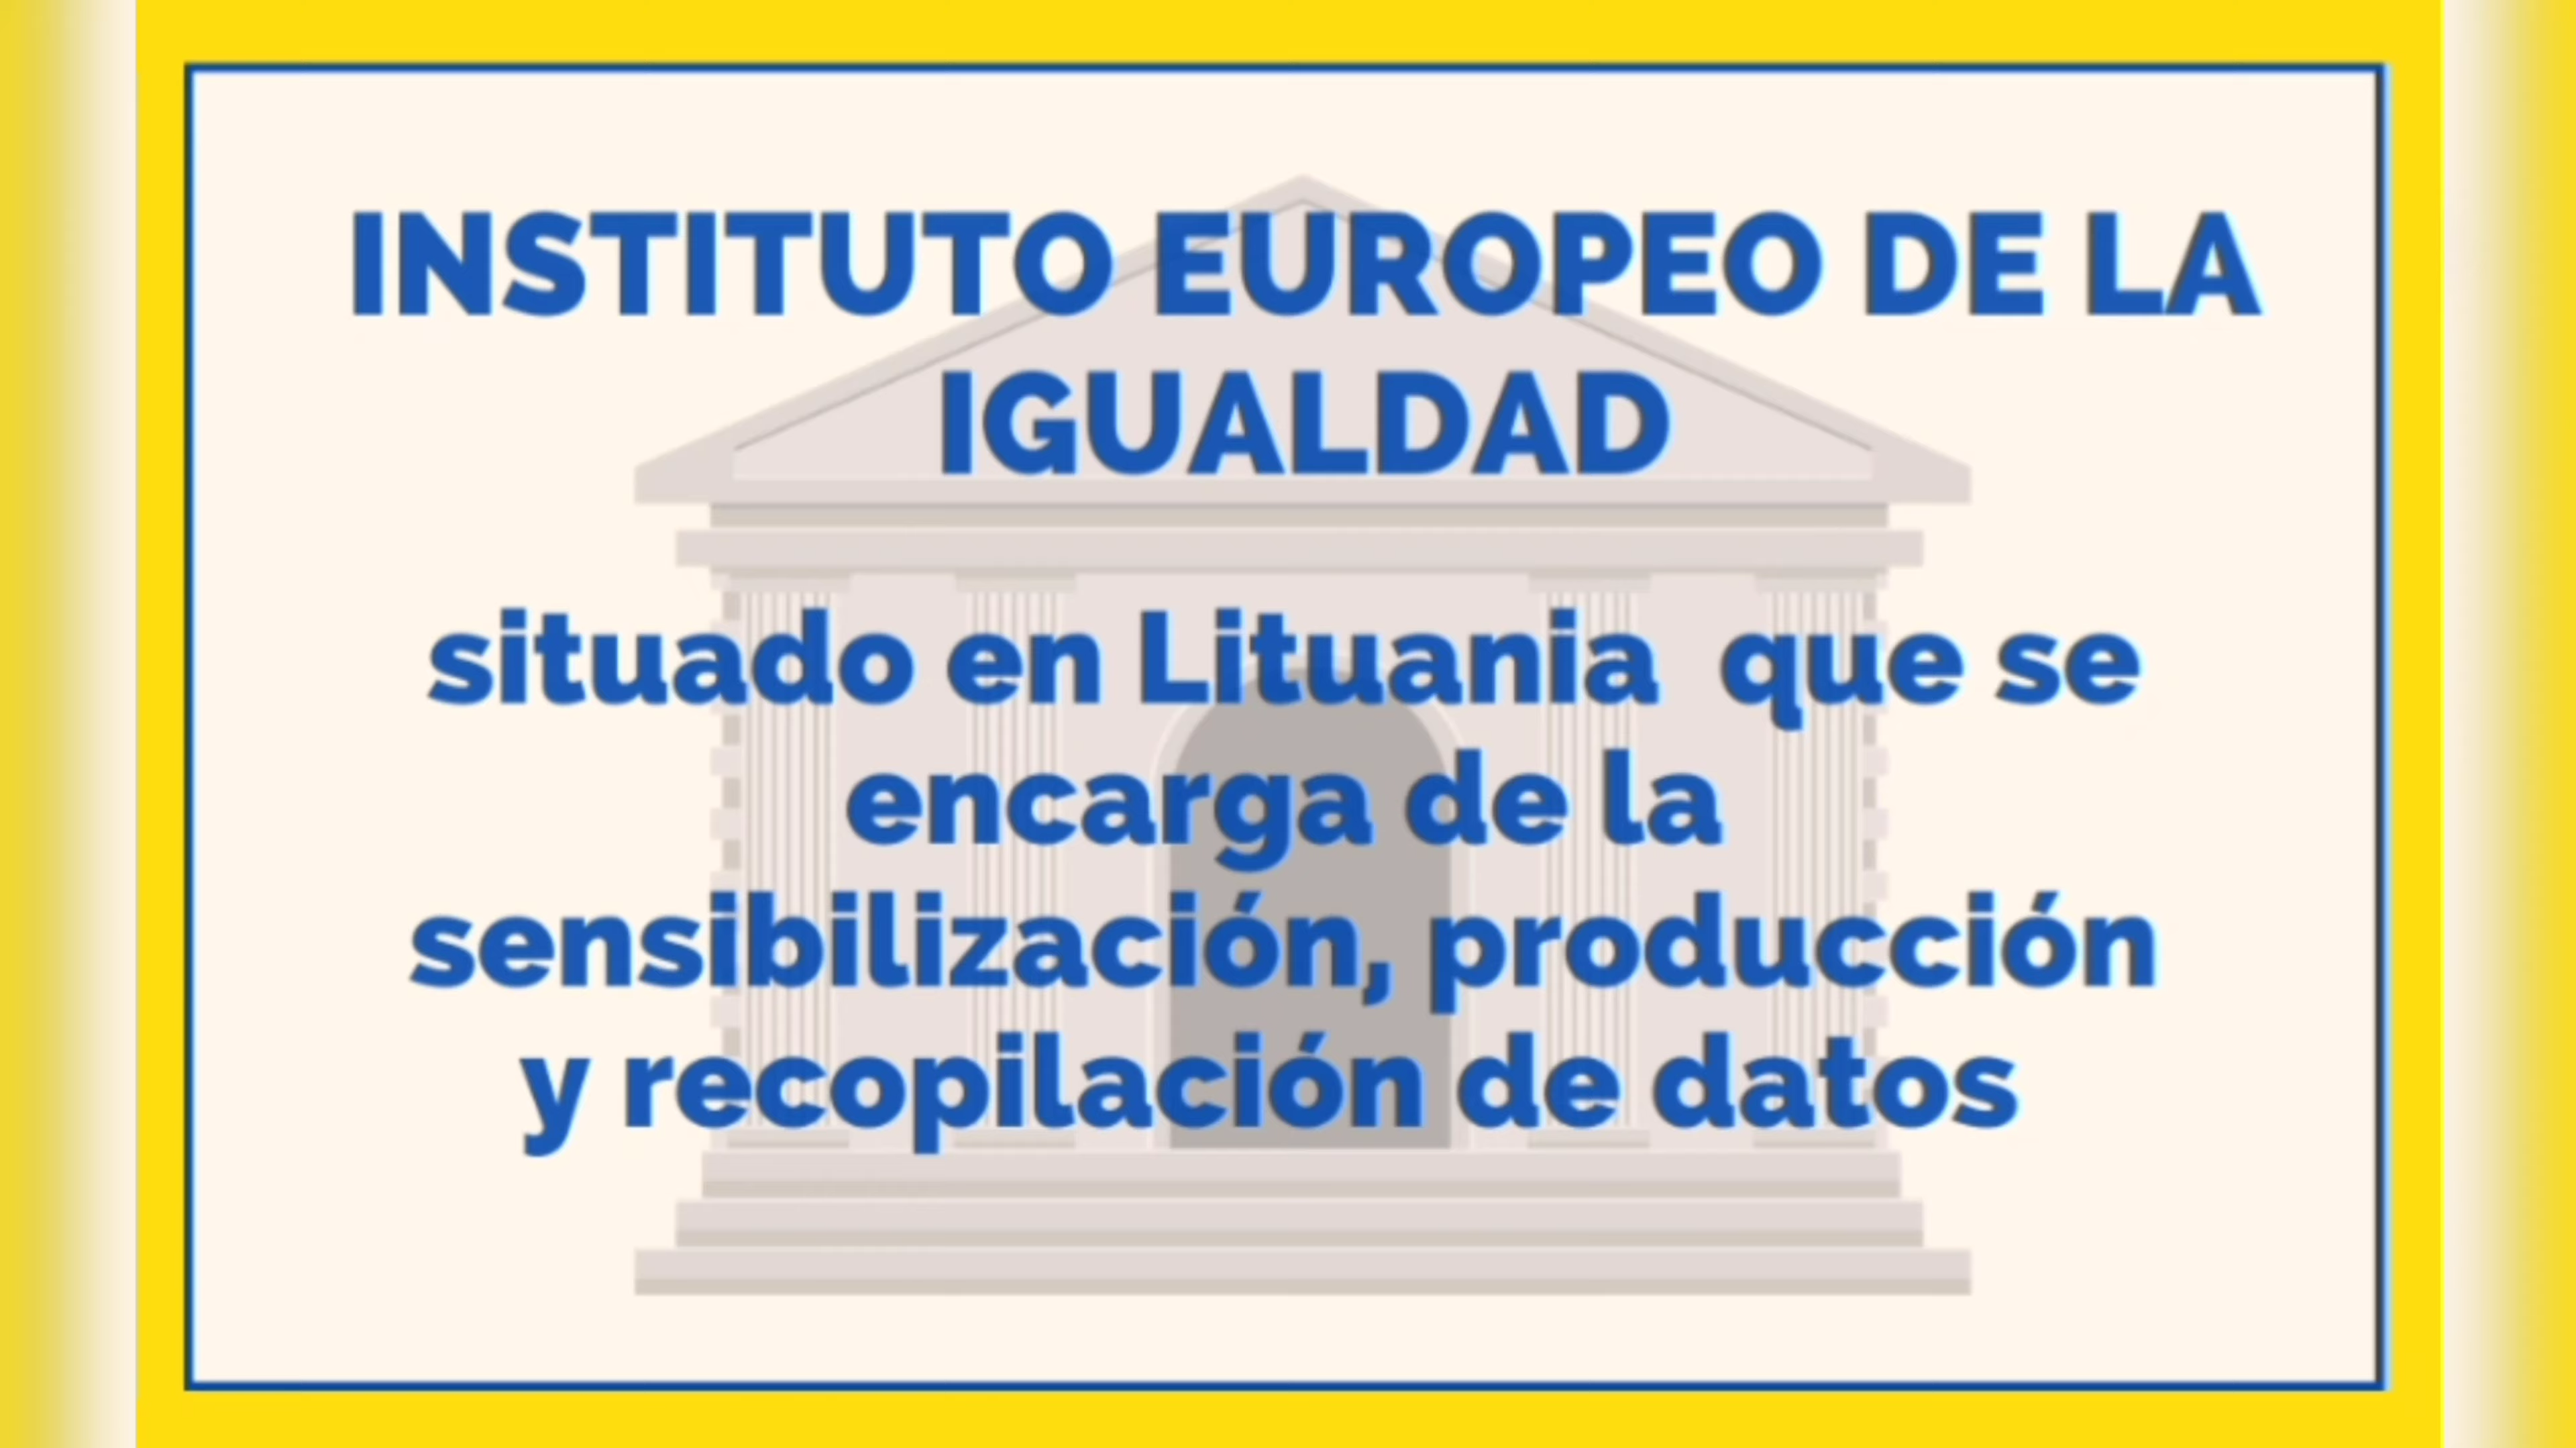 INSTITUTO EUROPEO DE LA
IGUALDAD
situado en Lituania que se
encarga de la
sensibilización, producción
y recopilación de datos